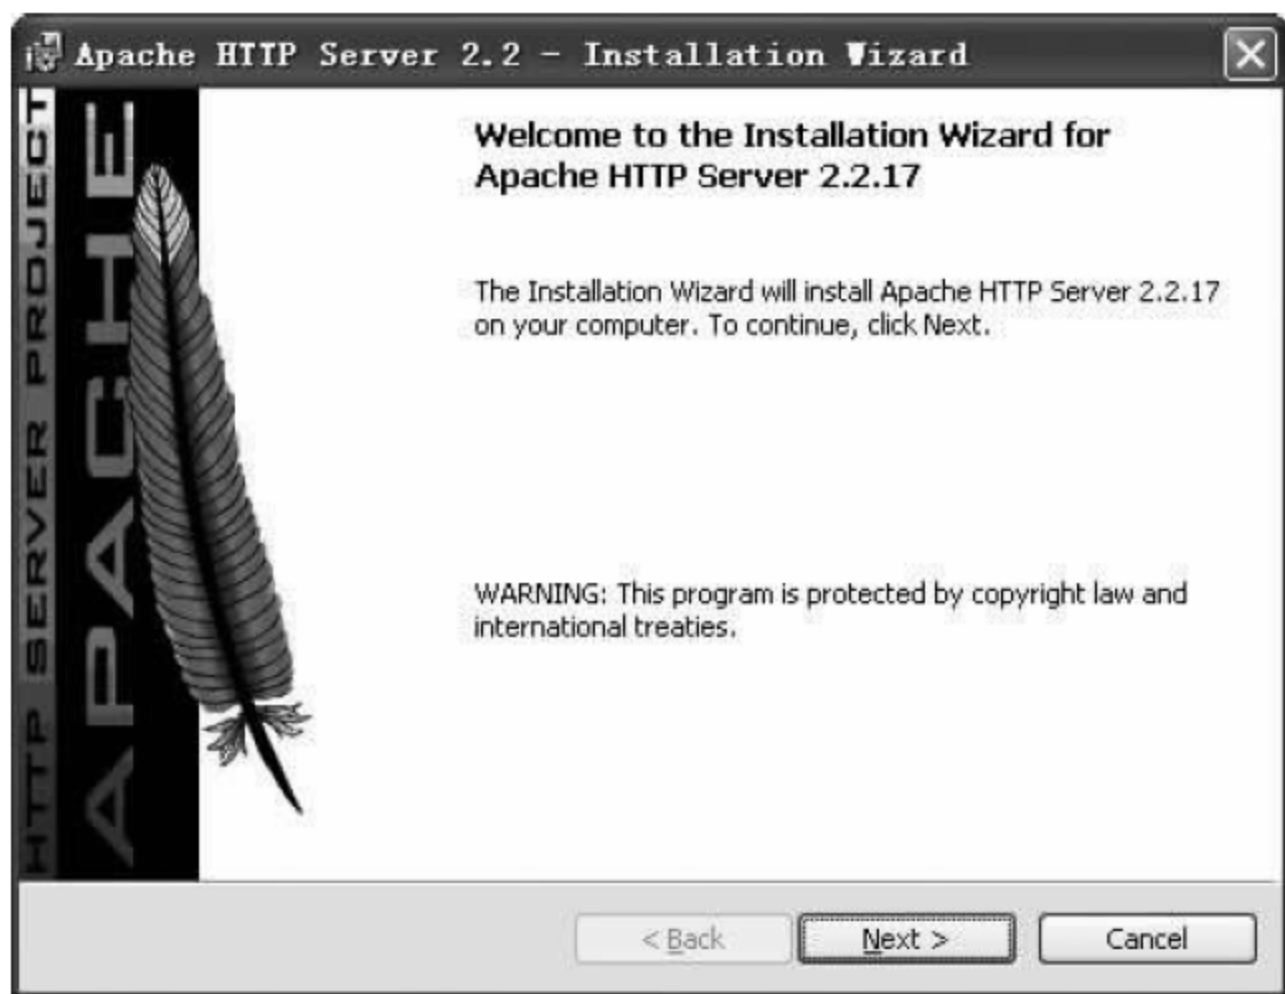 Apache HTTP Server 2.2 - Installation Wizard
HTTP SERVER PROJECT
APACHE
Welcome to the Installation Wizard for
Apache HTTP Server 2.2.17
The Installation Wizard will install Apache HTTP Server 2.2.17
on your computer. To continue, click Next.
WARNING: This program is protected by copyright law and
international treaties.
< Back
Next >
Cancel